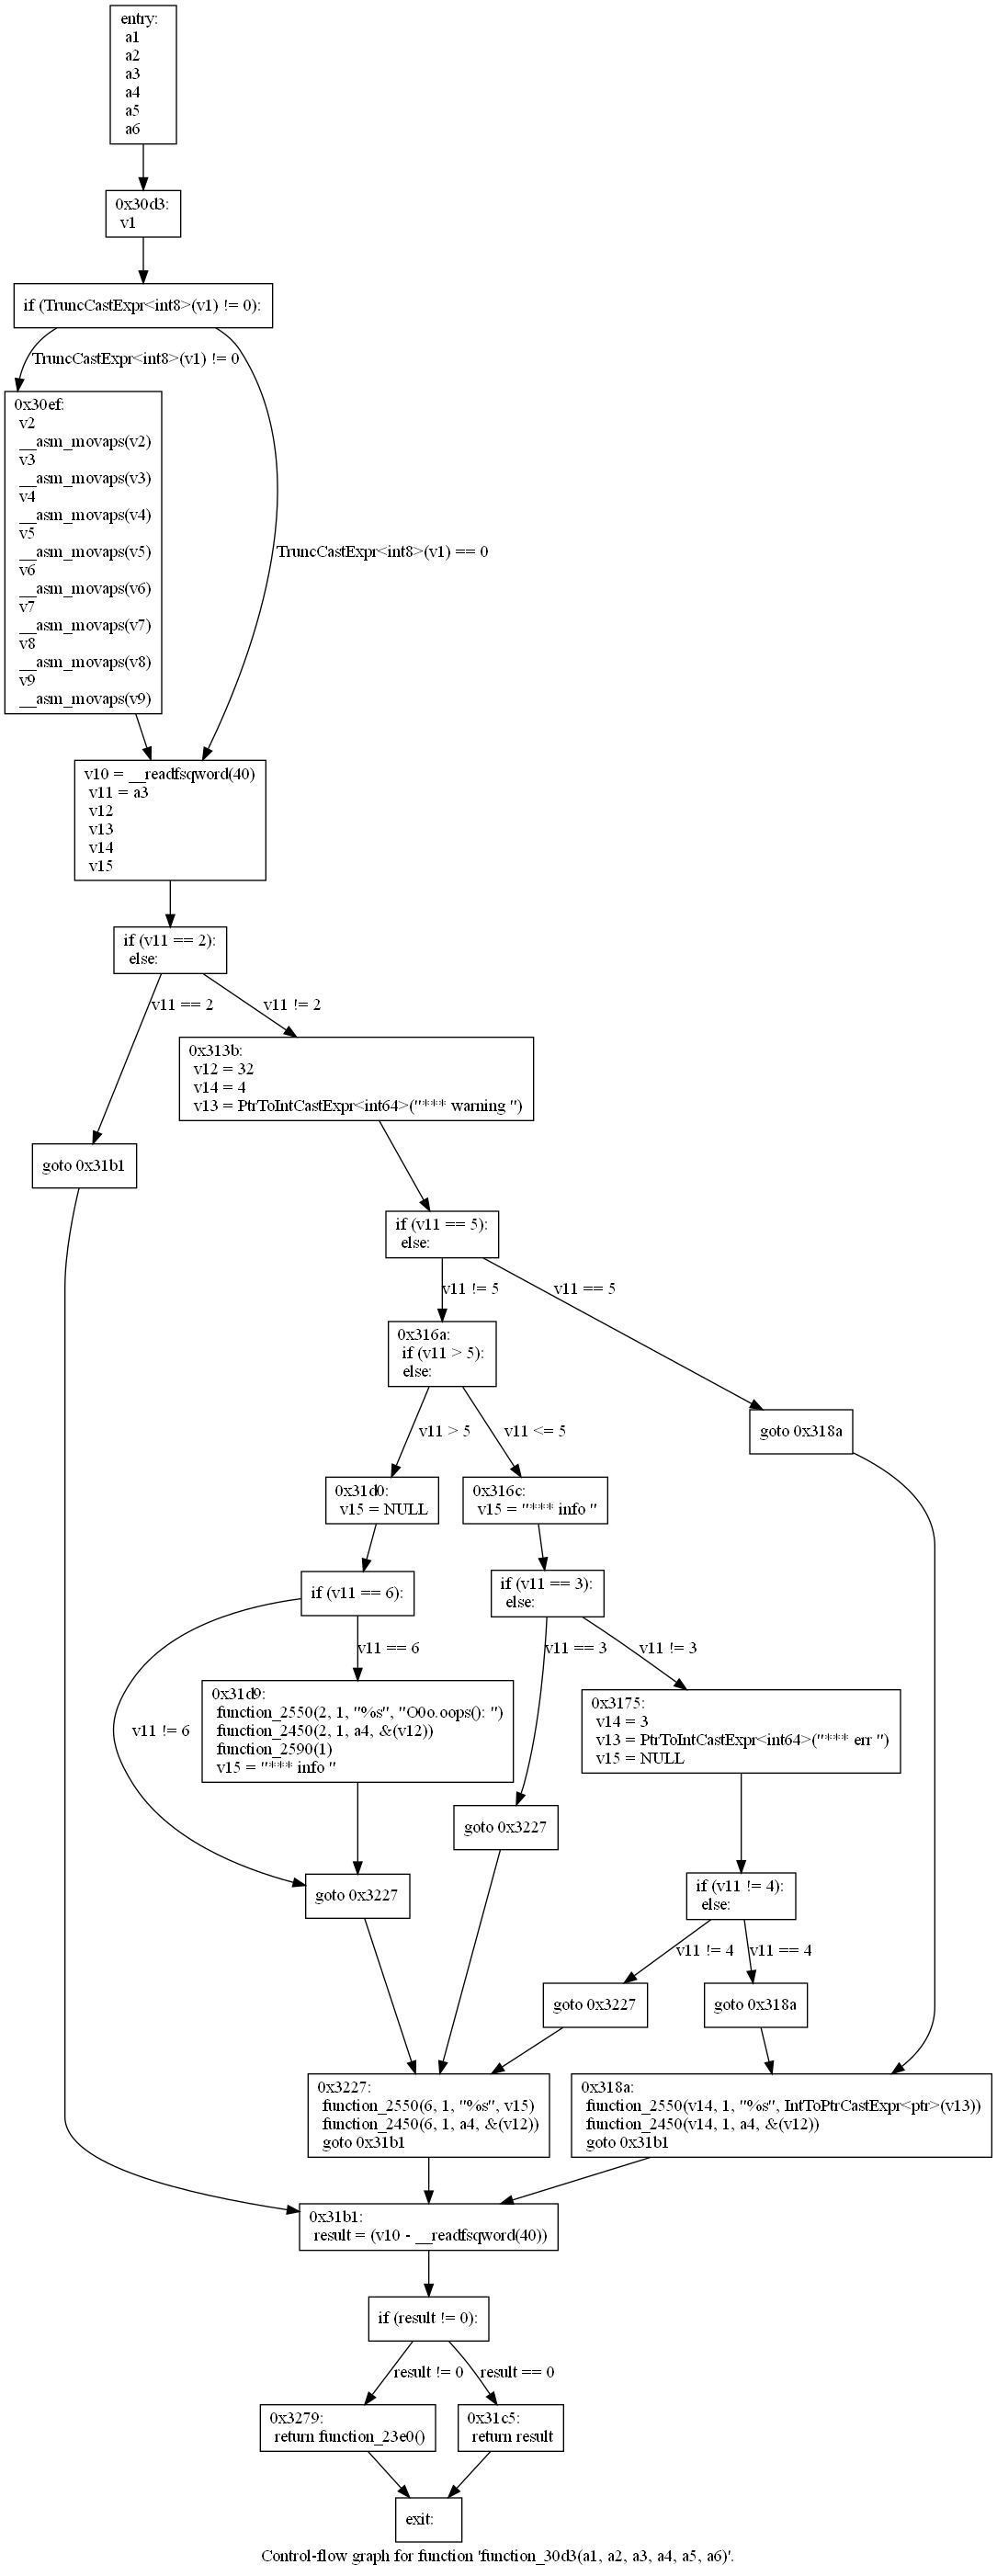 entry:
a1
a2
a3
a4
a5
a6
0x30d3:
v1
if (TruncCastExpr<int8>(v1) != 0):
TruncCastExpr<int8>(v1) != 0
0x30ef:
v2
__asm_movaps(v2)
v3
__asm_movaps(v3)
v4
__asm_movaps(v4)
v5
__asm_movaps(v5)
v6
__asm_movaps(v6)
v7
__asm_movaps(v7)
v8
__asm_movaps(v8)
v9
__asm_movaps(v9)
TruncCastExpr<int8>(v1) == 0
v10 = __readfsqword(40)
v11 = a3
v12
v13
v14
v15
if (v11 == 2):
else:
v11 == 2
v11 != 2
0x313b:
v12 = 32
v14 = 4
v13 = PtrToIntCastExpr<int64>("*** warning ")
goto 0x31b1
if (v11 == 5):
else:
v11 != 5
v11 == 5
0x316a:
if (v11 > 5):
else:
goto 0x318a
v11 > 5
v11 <= 5
0x31d0:
v15 = NULL
0x316c:
v15 = "*** info "
if (v11 == 6):
if (v11 == 3):
else:
v11 == 6
v11 == 3
v11 != 3
0x31d9:
function_2550(2, 1, "%s", "O0o.oops(): ")
function_2450(2, 1, a4, &(v12))
function_2590(1)
v15 = "*** info "
0x3175:
v14 = 3
v13 = PtrToIntCastExpr<int64>("*** err ")
v15 = NULL
v11 != 6
goto 0x3227
goto 0x3227
if (v11 != 4):
else:
v11 != 4
v11 == 4
goto 0x3227
goto 0x318a
0x3227:
function_2550(6, 1, "%s", v15)
function_2450(6, 1, a4, &(v12))
goto 0x31b1
0x318a:
function_2550(v14, 1, "%s", IntToPtrCastExpr<ptr>(v13))
function_2450(v14, 1, a4, &(v12))
goto 0x31b1
0x31b1:
result = (v10 - __readfsqword(40))
if (result != 0):
result != 0
result == 0
0x3279:
return function_23e0()
0x31c5:
return result
exit:
Control-flow graph for function 'function_30d3(a1, a2, a3, a4, a5, a6)'.